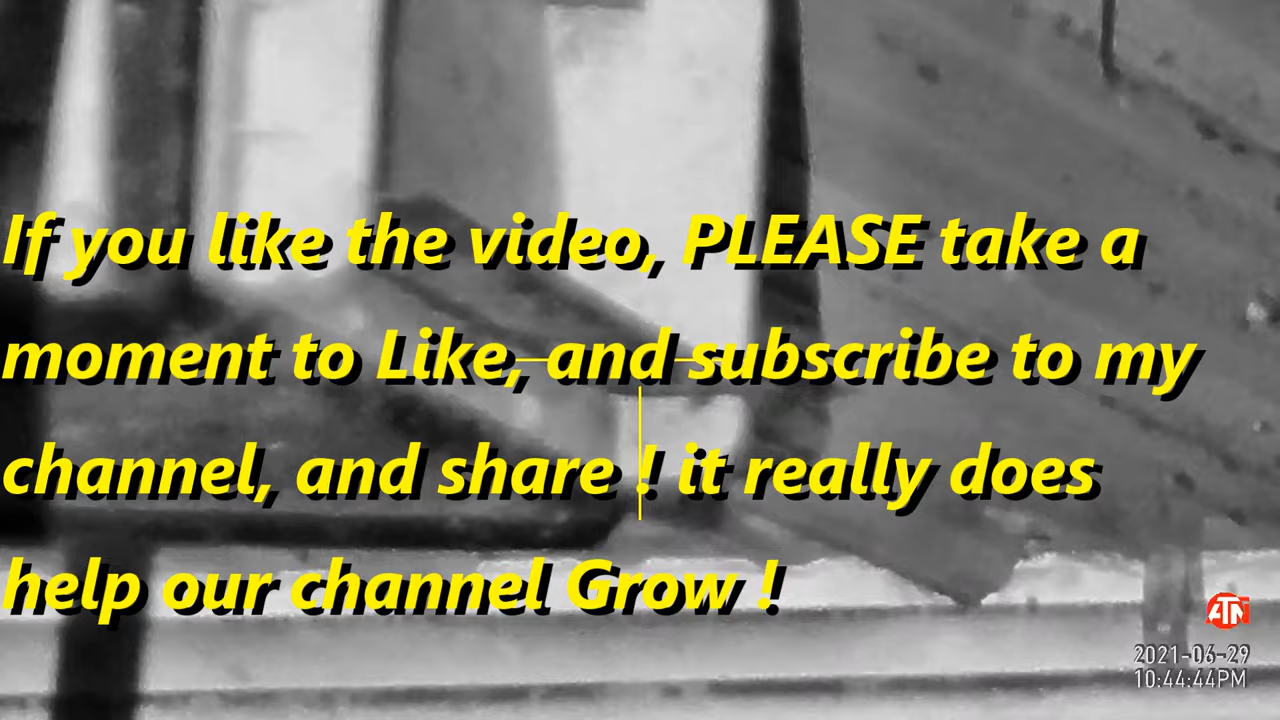 If you like the video, PLEASE take a
moment to Like, and subscribe to my
channel, and share ! it really does
help our channel Grow !
ATN
2021-06-29
10:44:44PM